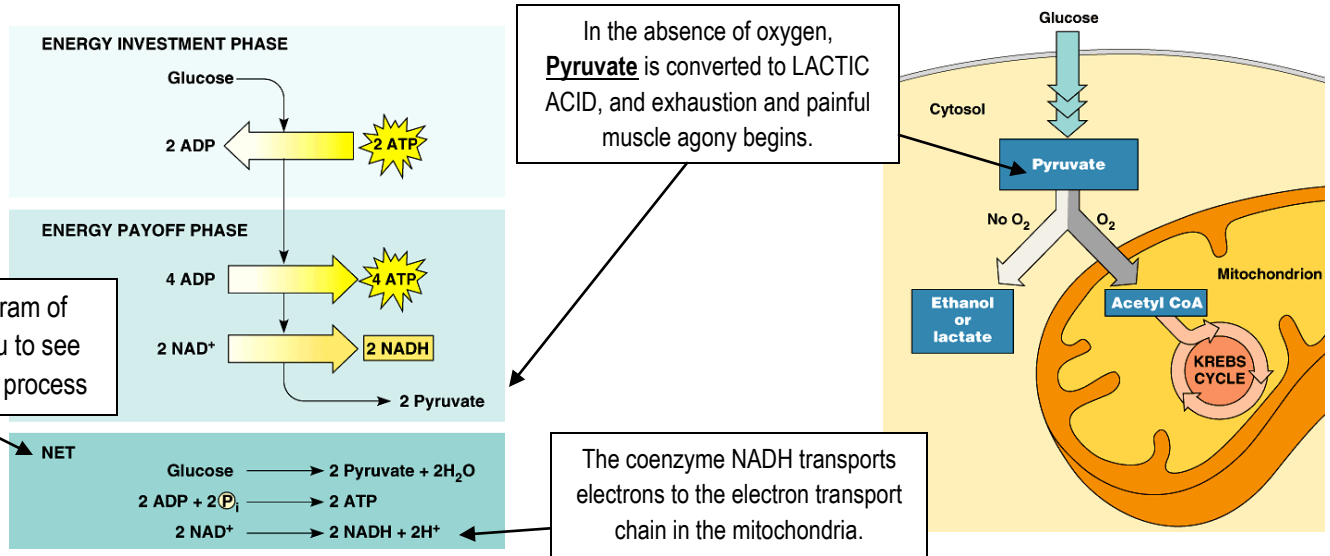 ENERGY INVESTMENT PHASE
Glucose
2 ADP
2 ATP
ENERGY PAYOFF PHASE
4 ADP
4 ATP
2 NAD⁺
2 NADH
2 Pyruvate
ram of
u to see
process
NET
Glucose → 2 Pyruvate + 2H₂O
2 ADP + 2 Pᵢ → 2 ATP
2 NAD⁺ → 2 NADH + 2H⁺
In the absence of oxygen,
Pyruvate is converted to LACTIC
ACID, and exhaustion and painful
muscle agony begins.
The coenzyme NADH transports
electrons to the electron transport
chain in the mitochondria.
Glucose
Cytosol
Pyruvate
No O₂
O₂
Mitochondrion
Ethanol
or
lactate
Acetyl CoA
KREBS
CYCLE